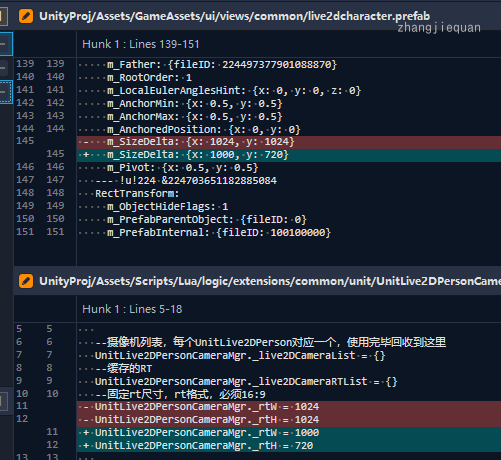 UnityProj/Assets/GameAssets/ui/views/common/live2dcharacter.prefab
zhangjiequan
Hunk 1 : Lines 139-151
139 139 m_Father: {fileID: 224497377901088870}
140 140 m_RootOrder: 1
141 141 m_LocalEulerAnglesHint: {x: 0, y: 0, z: 0}
142 142 m_AnchorMin: {x: 0.5, y: 0.5}
143 143 m_AnchorMax: {x: 0.5, y: 0.5}
144 144 m_AnchoredPosition: {x: 0, y: 0}
145 - m_SizeDelta: {x: 1024, y: 1024}
145 + m_SizeDelta: {x: 1000, y: 720}
146 146 m_Pivot: {x: 0.5, y: 0.5}
147 147 --- !u!224 &224703651182885084
148 148 RectTransform:
149 149 m_ObjectHideFlags: 1
150 150 m_PrefabParentObject: {fileID: 0}
151 151 m_PrefabInternal: {fileID: 100100000}
UnityProj/Assets/Scripts/Lua/logic/extensions/common/unit/UnitLive2DPersonCame
Hunk 1 : Lines 5-18
5 5
6 6 --摄像机列表，每个UnitLive2DPerson对应一个，使用完毕回收到这里
7 7 UnitLive2DPersonCameraMgr._live2DCameraList = {}
8 8 --缓存的RT
9 9 UnitLive2DPersonCameraMgr._live2DCameraRTList = {}
10 10 --固定rt尺寸，rt格式，必须16:9
11 - UnitLive2DPersonCameraMgr._rtW = 1024
12 - UnitLive2DPersonCameraMgr._rtH = 1024
11 + UnitLive2DPersonCameraMgr._rtW = 1000
12 + UnitLive2DPersonCameraMgr._rtH = 720
13 13